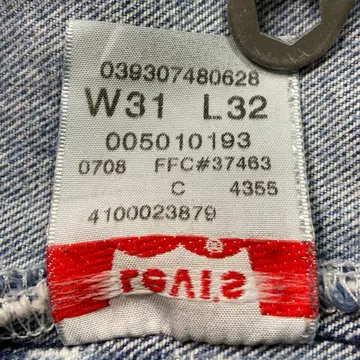 039307480628
W31 L32
005010193
0708 FFC#37463
C 4355
4100023879
Levi's
®